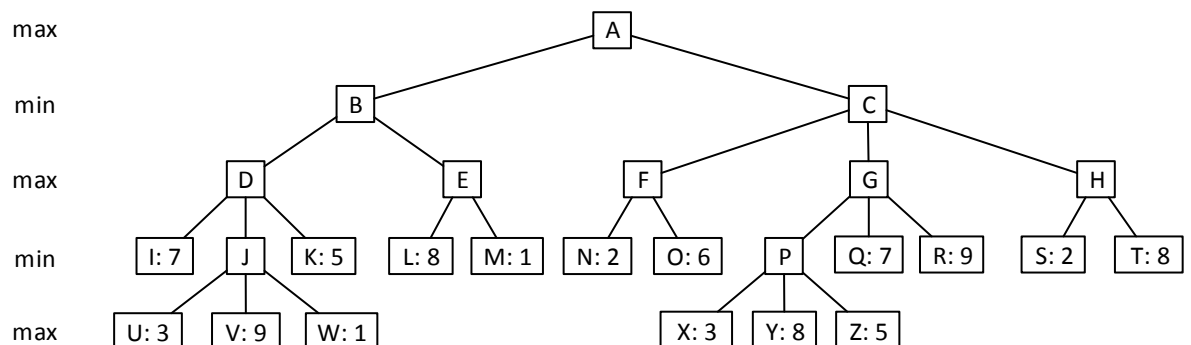 max A
min B C
max D E F G H
min I: 7 J K: 5 L: 8 M: 1 N: 2 O: 6 P Q: 7 R: 9 S: 2 T: 8
max U: 3 V: 9 W: 1 X: 3 Y: 8 Z: 5